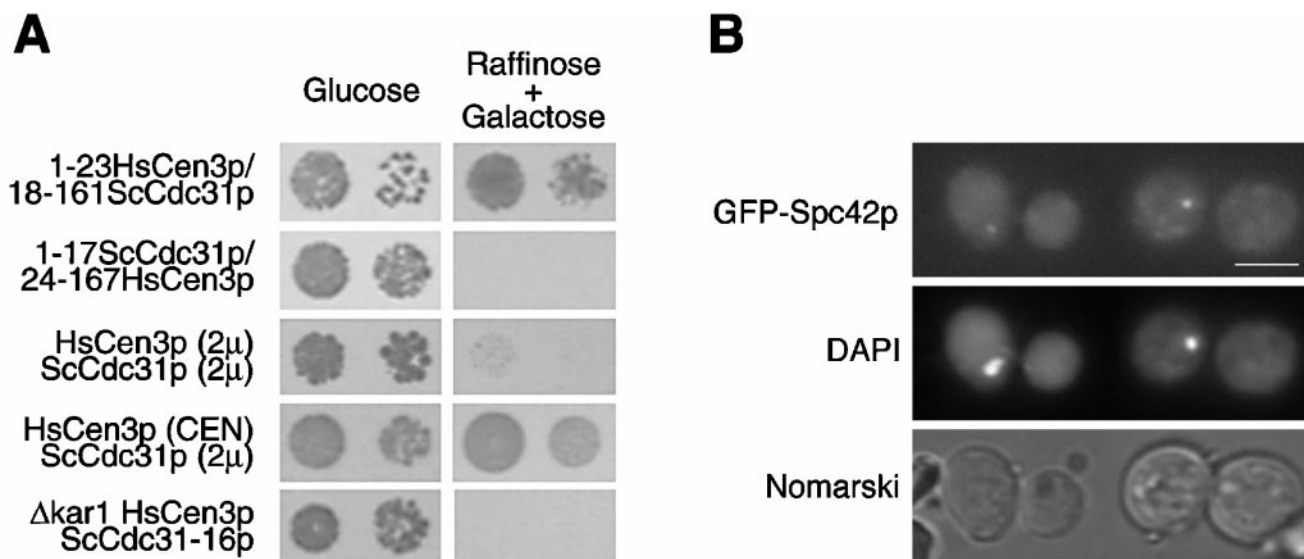 A
Glucose
Raffinose
+
Galactose
1-23HsCen3p/
18-161ScCdc31p
1-17ScCdc31p/
24-167HsCen3p
HsCen3p (2μ)
ScCdc31p (2μ)
HsCen3p (CEN)
ScCdc31p (2μ)
Δkar1 HsCen3p
ScCdc31-16p
B
GFP-Spc42p
DAPI
Nomarski